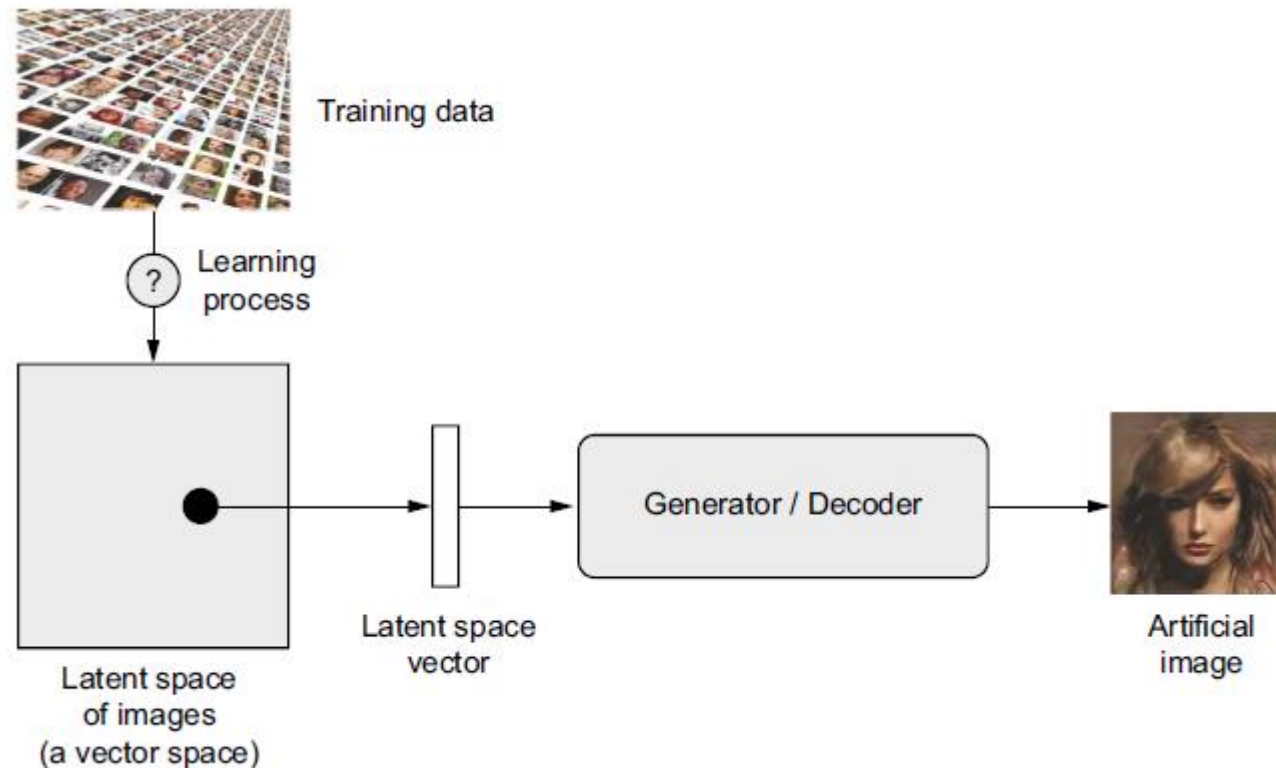 Training data
?
Learning
process
Generator / Decoder
Latent space
vector
Artificial
image
Latent space
of images
(a vector space)